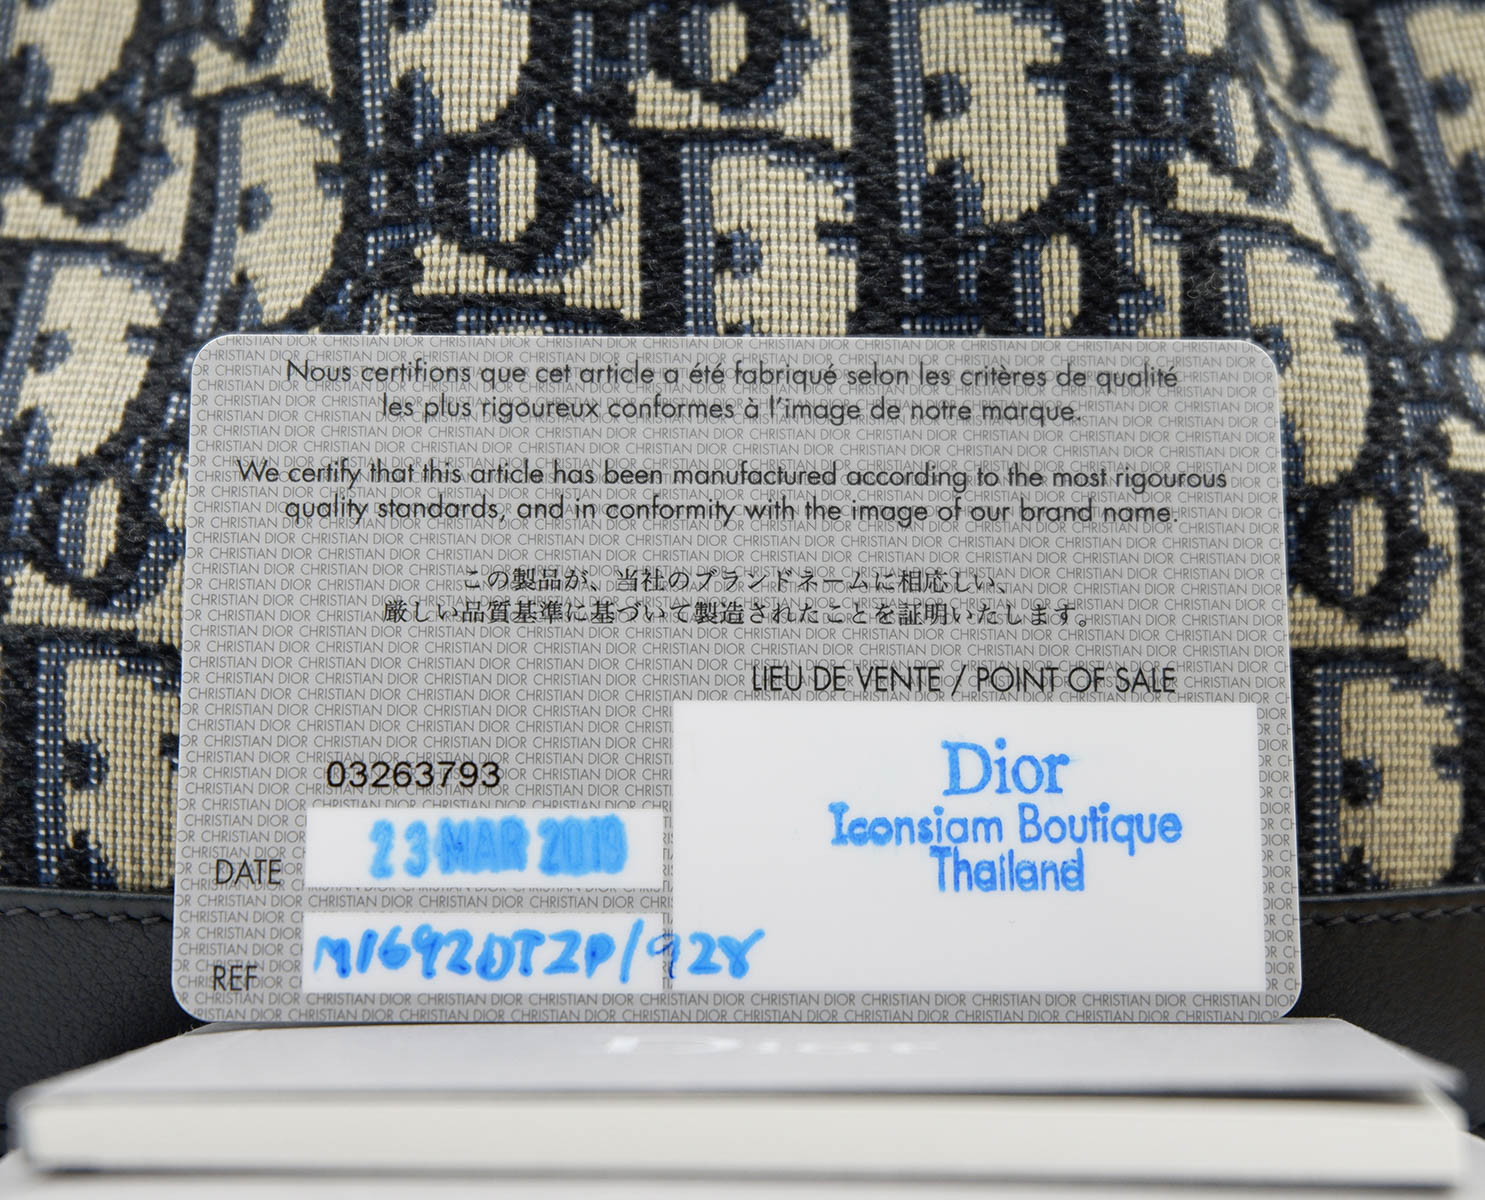 Nous certifions que cet article a été fabriqué selon les critères de qualité
les plus rigoureux conformes à l'image de notre marque.
We certify that this article has been manufactured according to the most rigourous
quality standards, and in conformity with the image of our brand name.
この製品が、当社のブランドネームに相応しい、
厳しい品質基準に基づいて製造されたことを証明いたします。
LIEU DE VENTE / POINT OF SALE
03263793
Dior
Iconsiam Boutique
Thailand
DATE 23 MAR 2019
REF M1692DTZP/928
Dior